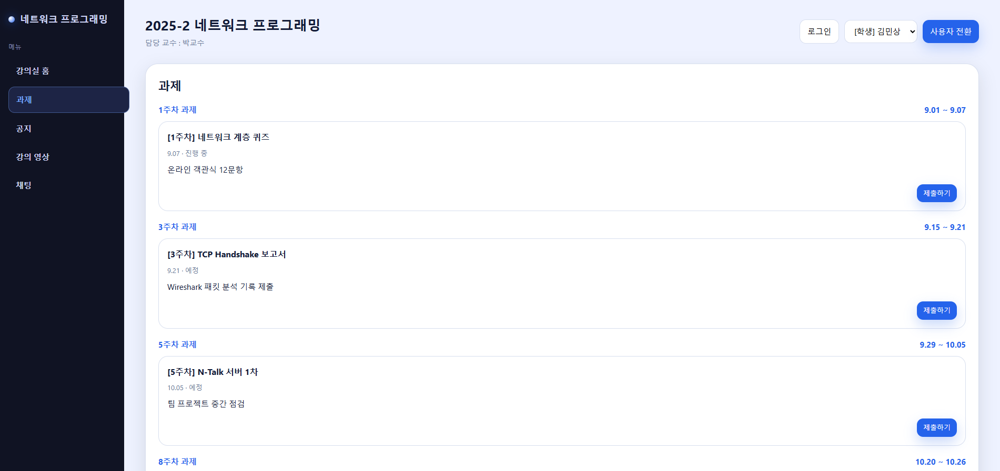 네트워크 프로그래밍
메뉴
강의실 홈
과제
공지
강의 영상
채팅
2025-2 네트워크 프로그래밍
담당 교수 : 박교수
로그인
[학생] 김민상
사용자 전환
과제
1주차 과제
9.01 ~ 9.07
[1주차] 네트워크 계층 퀴즈
9.07 · 진행 중
온라인 객관식 12문항
제출하기
3주차 과제
9.15 ~ 9.21
[3주차] TCP Handshake 보고서
9.21 · 예정
Wireshark 패킷 분석 기록 제출
제출하기
5주차 과제
9.29 ~ 10.05
[5주차] N-Talk 서버 1차
10.05 · 예정
팀 프로젝트 중간 점검
제출하기
8주차 과제
10.20 ~ 10.26